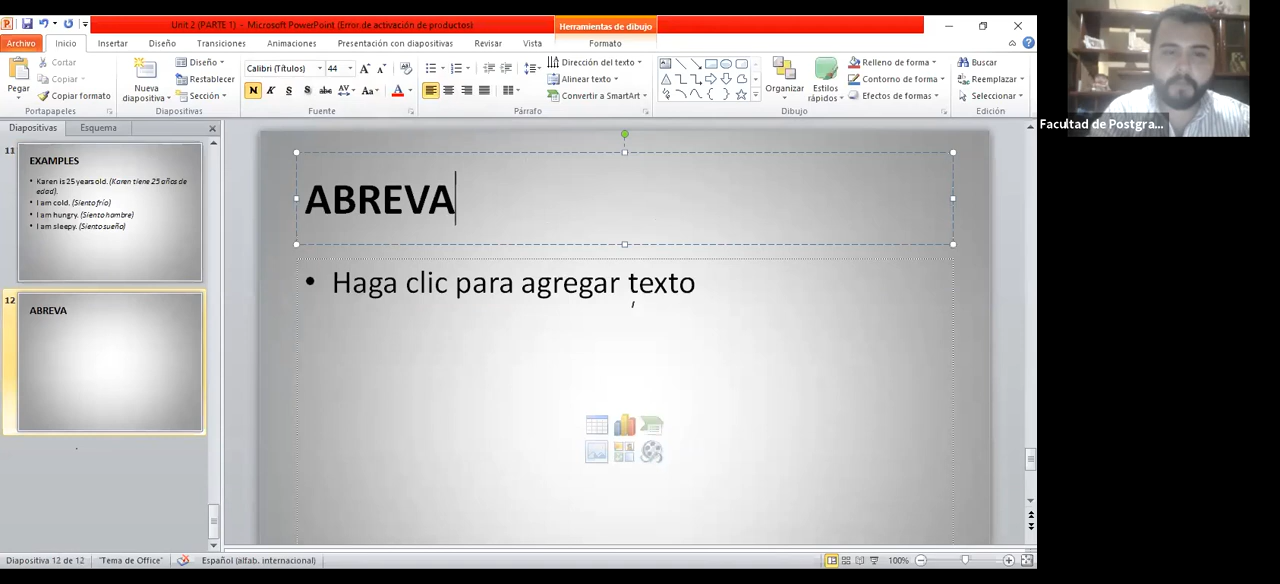 Unit 2 (PARTE 1) - Microsoft PowerPoint (Error de activación de productos)
Herramientas de dibujo
Archivo Inicio Insertar Diseño Transiciones Animaciones Presentación con diapositivas Revisar Vista Formato
Pegar
Cortar
Copiar
Copiar formato
Portapapeles
Nueva diapositiva
Diseño
Restablecer
Sección
Diapositivas
Calibri (Títulos) 44
N K S S abc AV Aa A
Fuente
Dirección del texto
Alinear texto
Convertir a SmartArt
Párrafo
Organizar
Estilos rápidos
Relleno de forma
Contorno de forma
Efectos de formas
Dibujo
Buscar
Reemplazar
Seleccionar
Edición
Facultad de Postgra...
Diapositivas Esquema
11
EXAMPLES
• Karen is 25 years old. (Karen tiene 25 años de
edad).
• I am cold. (Siento frío)
• I am hungry. (Siento hambre)
• I am sleepy. (Siento sueño)
12
ABREVA
ABREVA
• Haga clic para agregar texto
Diapositiva 12 de 12 "Tema de Office" Español (alfab. internacional) 100%